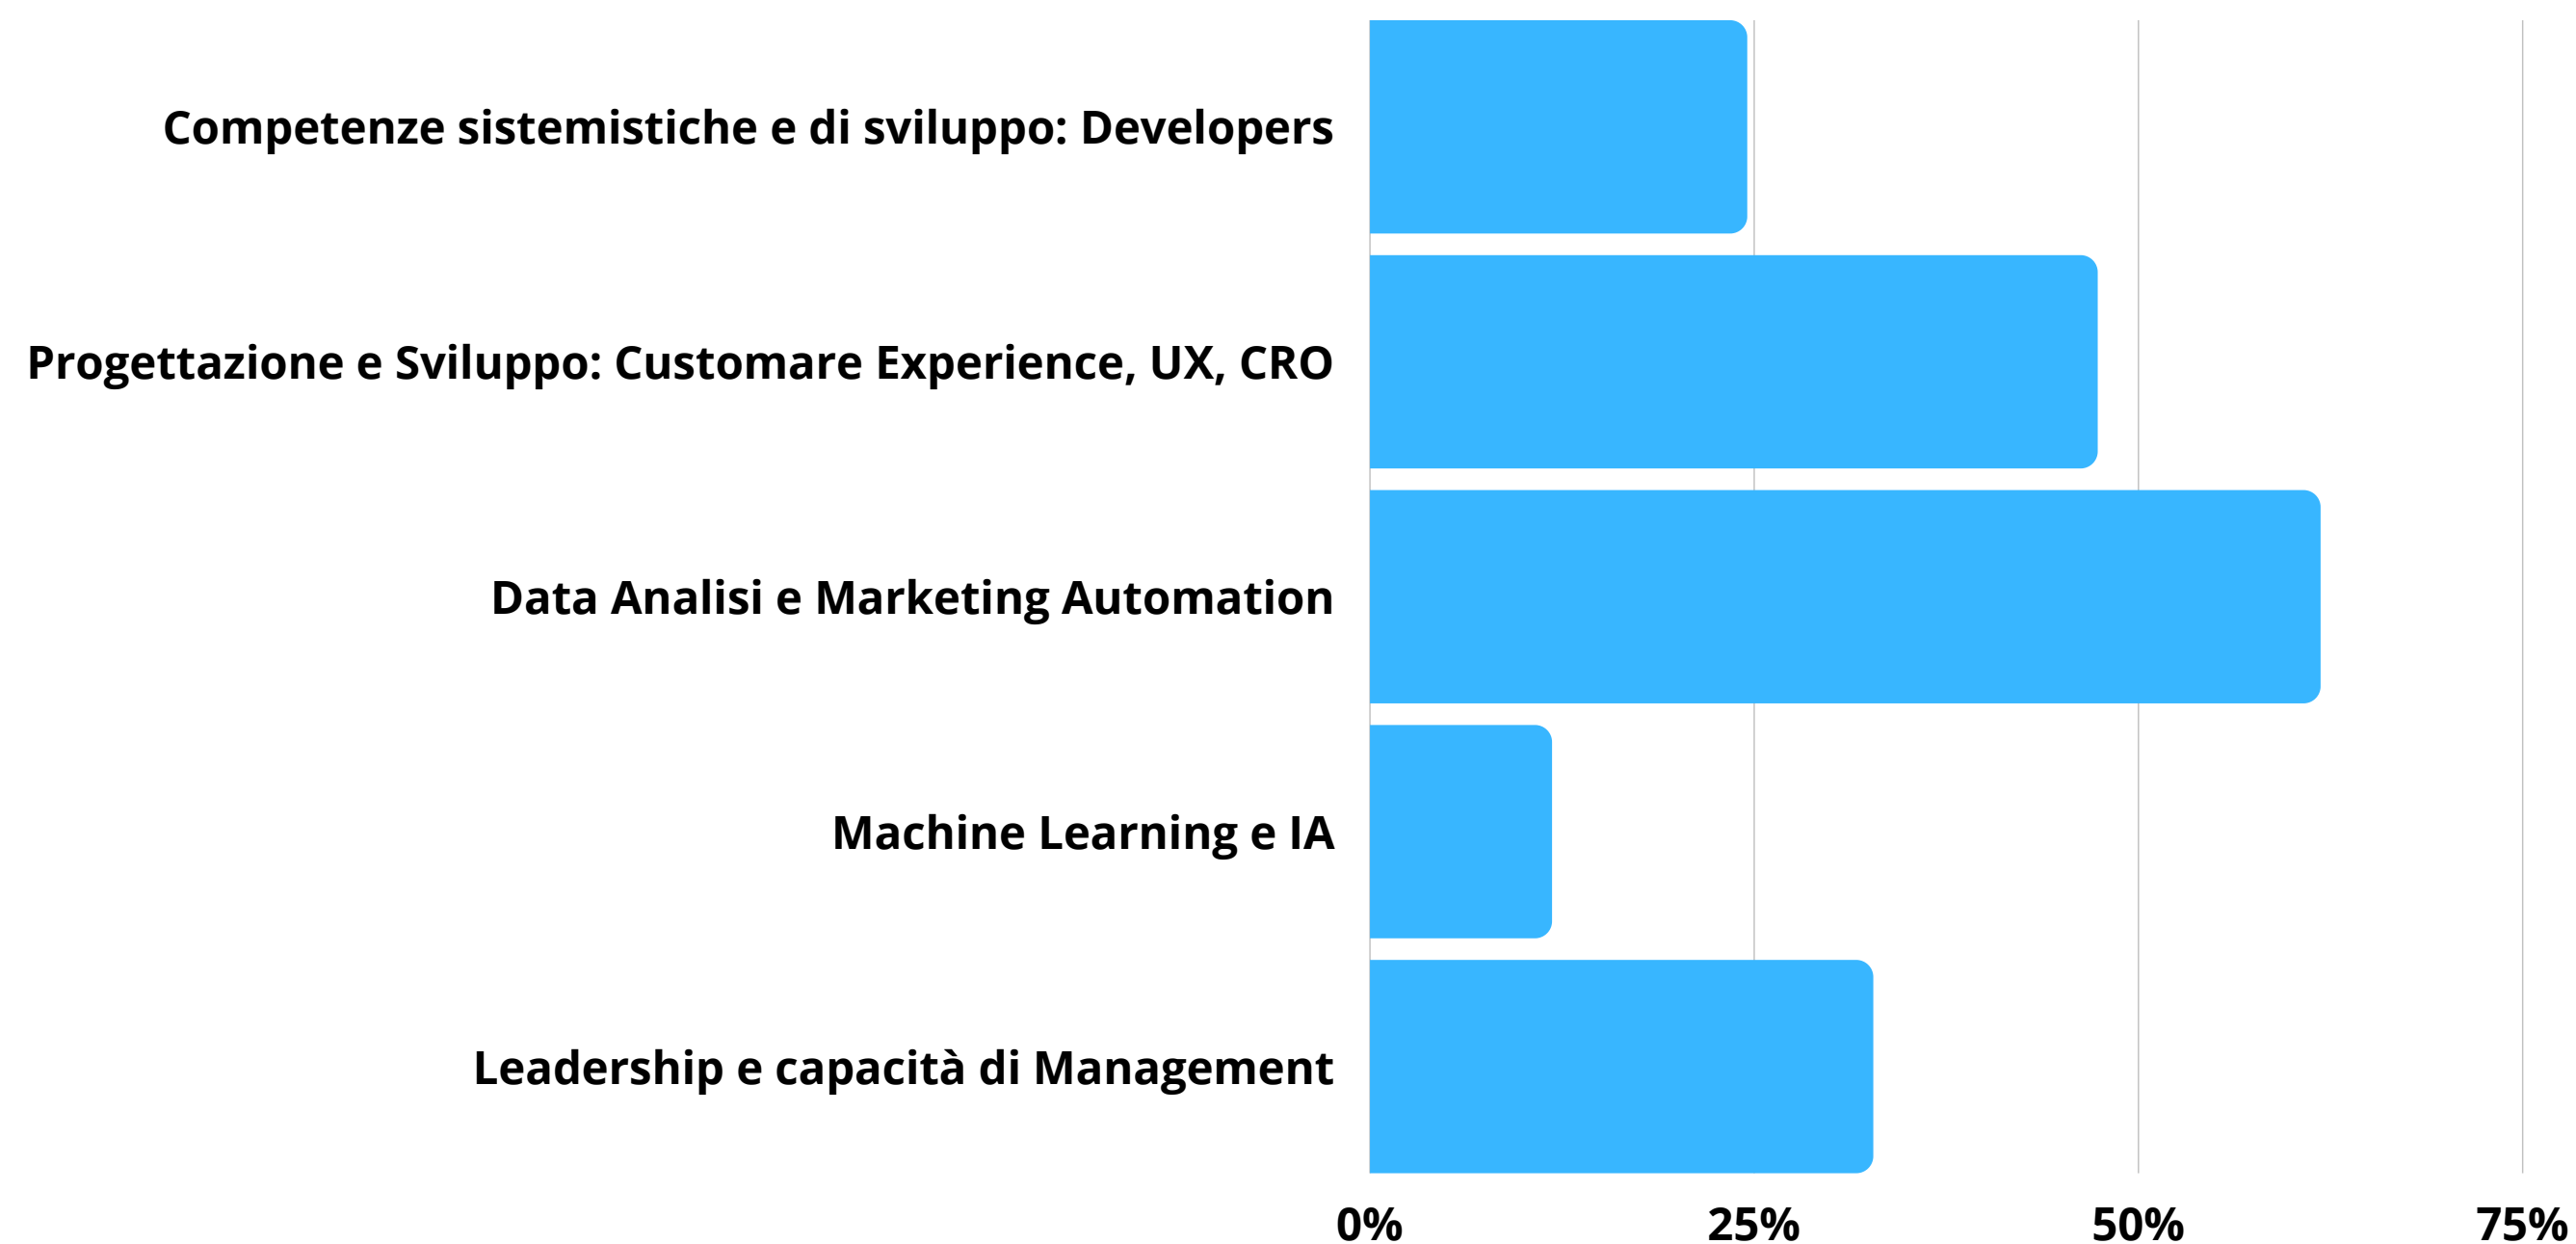 Competenze sistemistiche e di sviluppo: Developers
Progettazione e Sviluppo: Customare Experience, UX, CRO
Data Analisi e Marketing Automation
Machine Learning e IA
Leadership e capacità di Management
0% 25% 50% 75%